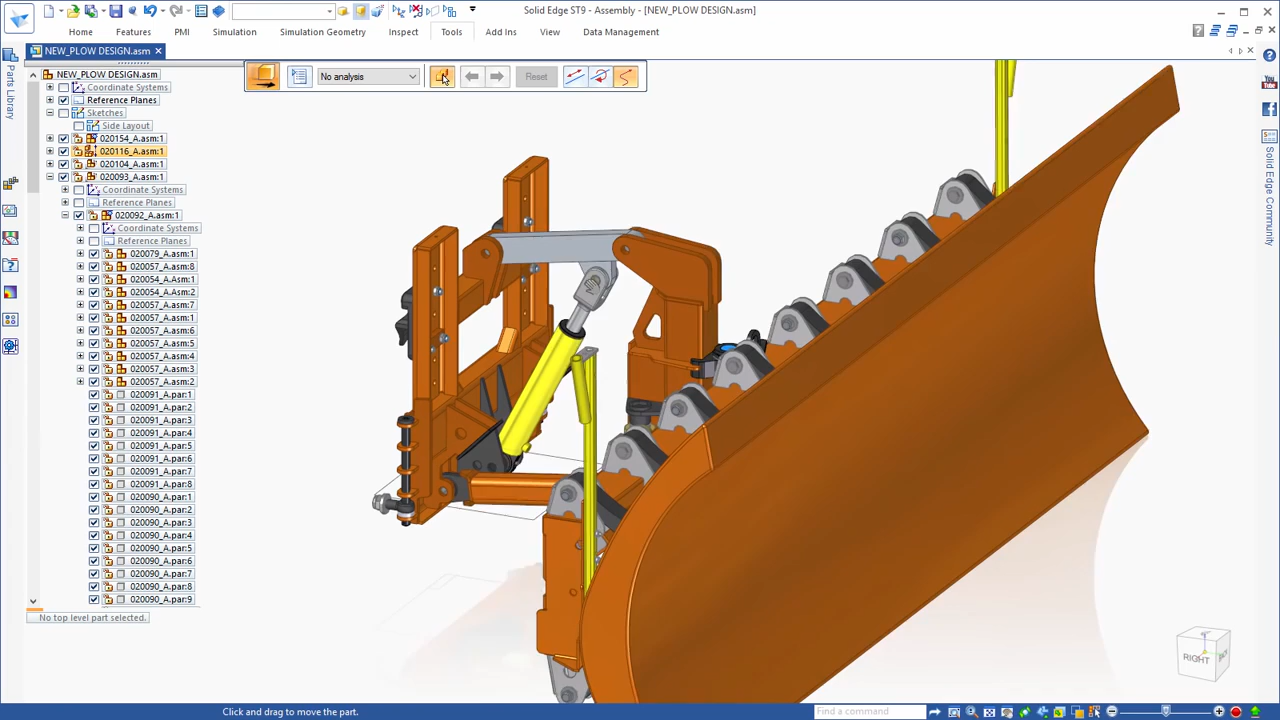 Solid Edge ST9 - Assembly - [NEW_PLOW DESIGN.asm]
Home
Features
PMI
Simulation
Simulation Geometry
Inspect
Tools
Add Ins
View
Data Management
NEW_PLOW DESIGN.asm
No analysis
Reset
Parts Library
NEW_PLOW DESIGN.asm
Coordinate Systems
Reference Planes
Sketches
Side Layout
020154_A.asm:1
020116_A.asm:1
020104_A.asm:1
020093_A.asm:1
Coordinate Systems
Reference Planes
020092_A.asm:1
Coordinate Systems
Reference Planes
020079_A.asm:1
020057_A.asm:8
020054_A.Asm:1
020054_A.Asm:2
020057_A.asm:7
020057_A.asm:1
020057_A.asm:6
020057_A.asm:5
020057_A.asm:4
020057_A.asm:3
020057_A.asm:2
020091_A.par:1
020091_A.par:2
020091_A.par:3
020091_A.par:4
020091_A.par:5
020091_A.par:6
020091_A.par:7
020091_A.par:8
020090_A.par:1
020090_A.par:2
020090_A.par:3
020090_A.par:4
020090_A.par:5
020090_A.par:6
020090_A.par:7
020090_A.par:8
020090_A.par:9
No top level part selected.
You Tube
Solid Edge Community
RIGHT
Click and drag to move the part.
Find a command